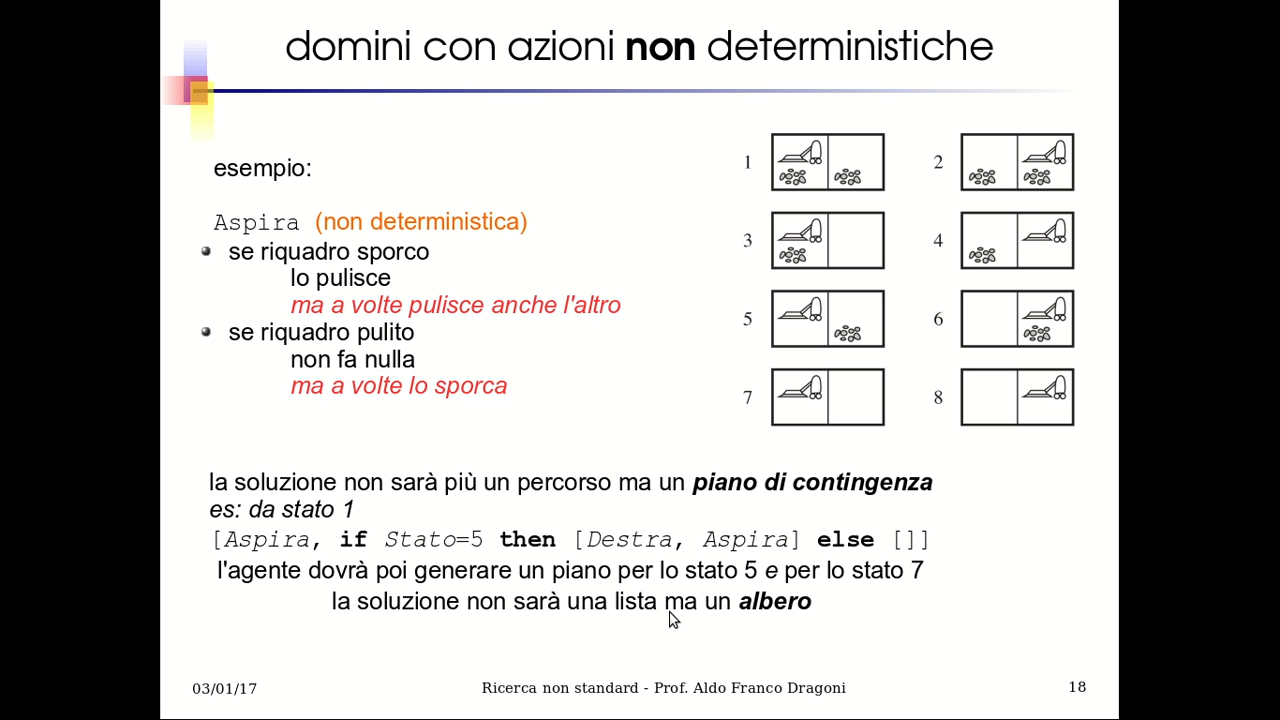 domini con azioni non deterministiche
esempio:
Aspira (non deterministica)
se riquadro sporco
lo pulisce
ma a volte pulisce anche l'altro
se riquadro pulito
non fa nulla
ma a volte lo sporca
1
2
3
4
5
6
7
8
la soluzione non sarà più un percorso ma un piano di contingenza
es: da stato 1
[Aspira, if Stato=5 then [Destra, Aspira] else []]
l'agente dovrà poi generare un piano per lo stato 5 e per lo stato 7
la soluzione non sarà una lista ma un albero
03/01/17
Ricerca non standard - Prof. Aldo Franco Dragoni
18